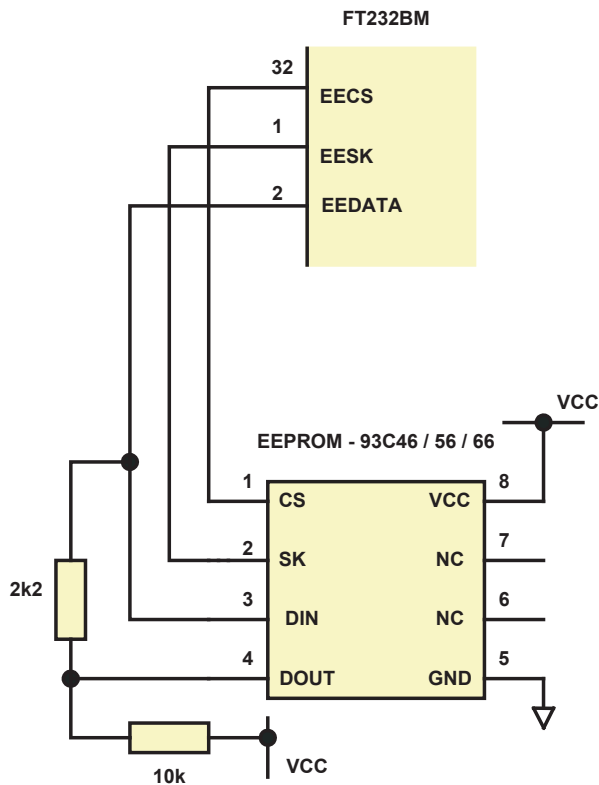 FT232BM
32
EECS
1
EESK
2
EEDATA
VCC
EEPROM - 93C46 / 56 / 66
1
CS
VCC
8
2
SK
NC
7
3
DIN
NC
6
4
DOUT
GND
5
2k2
10k
VCC